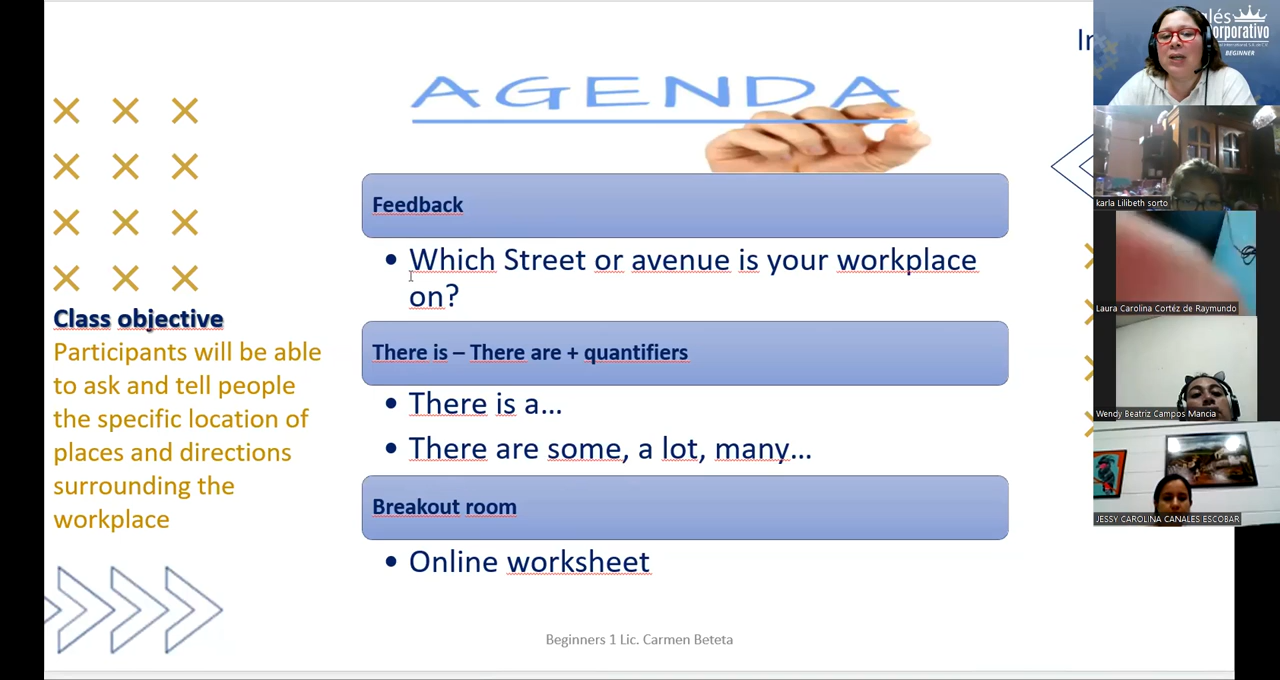 AGENDA
Feedback
• Which Street or avenue is your workplace
on?
There is – There are + quantifiers
• There is a...
• There are some, a lot, many...
Breakout room
• Online worksheet
Class objective
Participants will be able
to ask and tell people
the specific location of
places and directions
surrounding the
workplace
Beginners 1 Lic. Carmen Beteta
BEGINNER
karla Lilibeth sorto
Laura Carolina Cortéz de Raymundo
Wendy Beatriz Campos Mancia
JESSY CAROLINA CANALES ESCOBAR